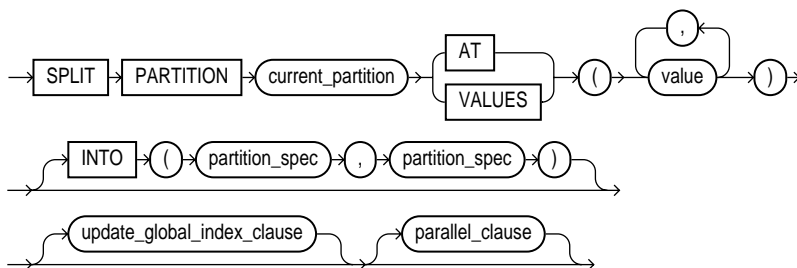 SPLIT PARTITION current_partition AT VALUES ( value , )
INTO ( partition_spec , partition_spec )
update_global_index_clause parallel_clause